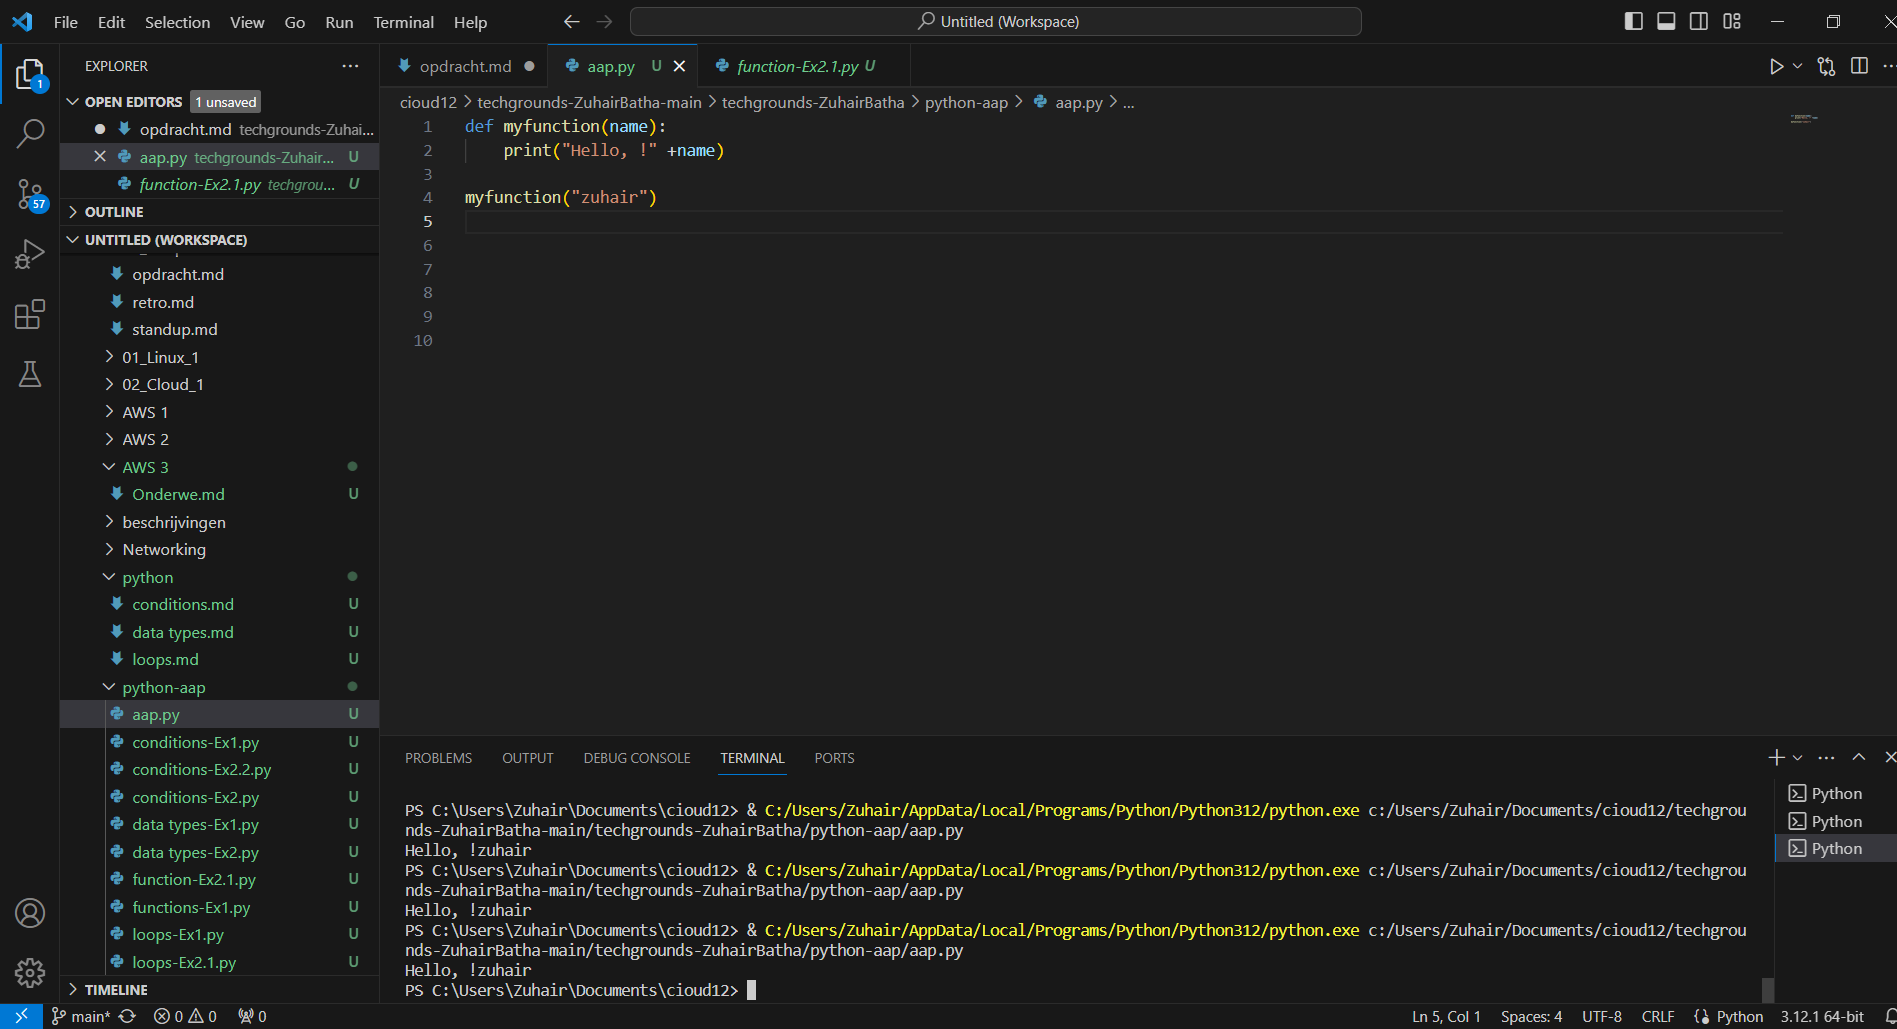 File Edit Selection View Go Run Terminal Help
Untitled (Workspace)
EXPLORER
OPEN EDITORS 1 unsaved
opdracht.md techgrounds-Zuhai...
aap.py techgrounds-Zuhair... U
function-Ex2.1.py techgrou... U
OUTLINE
UNTITLED (WORKSPACE)
opdracht.md
retro.md
standup.md
01_Linux_1
02_Cloud_1
AWS 1
AWS 2
AWS 3
Onderwe.md U
beschrijvingen
Networking
python
conditions.md U
data types.md U
loops.md U
python-aap
aap.py U
conditions-Ex1.py U
conditions-Ex2.2.py U
conditions-Ex2.py U
data types-Ex1.py U
data types-Ex2.py U
function-Ex2.1.py U
functions-Ex1.py U
loops-Ex1.py U
loops-Ex2.1.py U
TIMELINE
1
57
opdracht.md
aap.py U
function-Ex2.1.py U
cioud12 > techgrounds-ZuhairBatha-main > techgrounds-ZuhairBatha > python-aap > aap.py > ...
1 def myfunction(name):
2 print("Hello, !" +name)
3
4 myfunction("zuhair")
5
6
7
8
9
10
PROBLEMS OUTPUT DEBUG CONSOLE TERMINAL PORTS
PS C:\Users\Zuhair\Documents\cioud12> & C:/Users/Zuhair/AppData/Local/Programs/Python/Python312/python.exe c:/Users/Zuhair/Documents/cioud12/techgrou
nds-ZuhairBatha-main/techgrounds-ZuhairBatha/python-aap/aap.py
Hello, !zuhair
PS C:\Users\Zuhair\Documents\cioud12> & C:/Users/Zuhair/AppData/Local/Programs/Python/Python312/python.exe c:/Users/Zuhair/Documents/cioud12/techgrou
nds-ZuhairBatha-main/techgrounds-ZuhairBatha/python-aap/aap.py
Hello, !zuhair
PS C:\Users\Zuhair\Documents\cioud12> & C:/Users/Zuhair/AppData/Local/Programs/Python/Python312/python.exe c:/Users/Zuhair/Documents/cioud12/techgrou
nds-ZuhairBatha-main/techgrounds-ZuhairBatha/python-aap/aap.py
Hello, !zuhair
PS C:\Users\Zuhair\Documents\cioud12>
Python
Python
Python
main* 0 0 0
Ln 5, Col 1 Spaces: 4 UTF-8 CRLF Python 3.12.1 64-bit